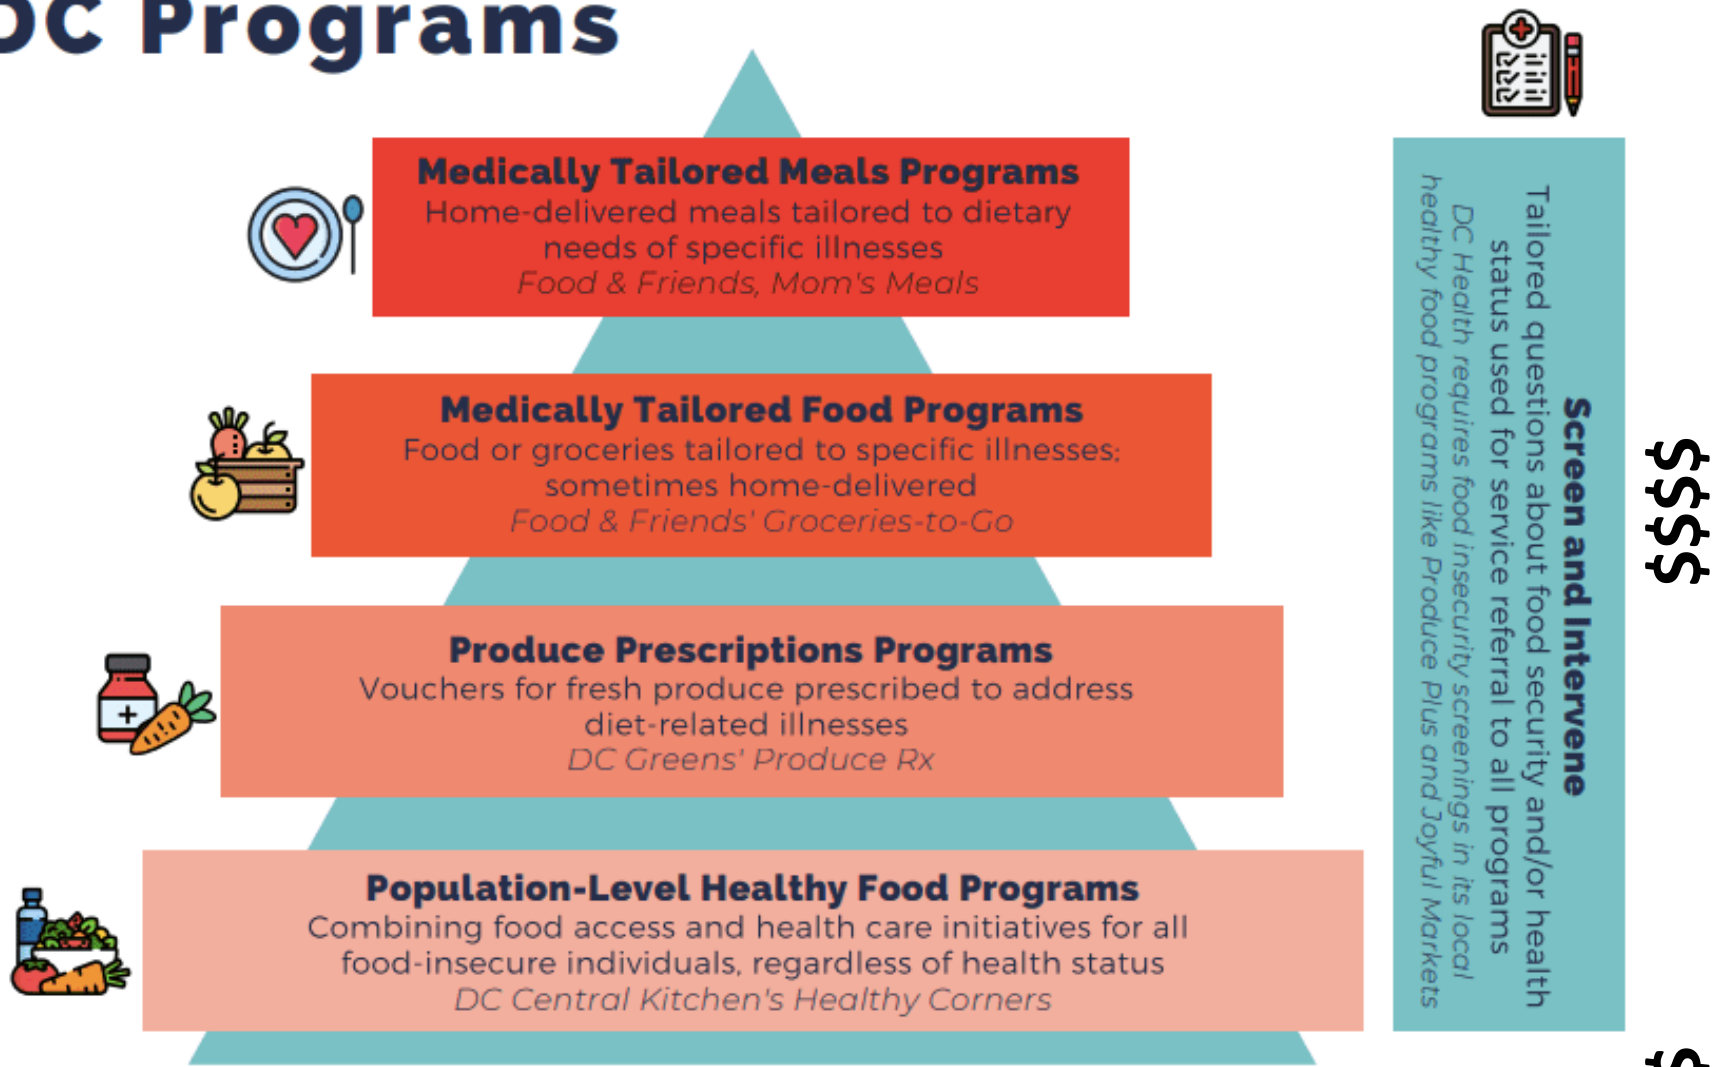 DC Programs
Medically Tailored Meals Programs
Home-delivered meals tailored to dietary
needs of specific illnesses
Food & Friends, Mom's Meals
Medically Tailored Food Programs
Food or groceries tailored to specific illnesses;
sometimes home-delivered
Food & Friends' Groceries-to-Go
Produce Prescriptions Programs
Vouchers for fresh produce prescribed to address
diet-related illnesses
DC Greens' Produce Rx
Population-Level Healthy Food Programs
Combining food access and health care initiatives for all
food-insecure individuals, regardless of health status
DC Central Kitchen's Healthy Corners
Screen and Intervene
Tailored questions about food security and/or health
status used for service referral to all programs
DC Health requires food insecurity screenings in its local
healthy food programs like Produce Plus and Joyful Markets
$$$$
$